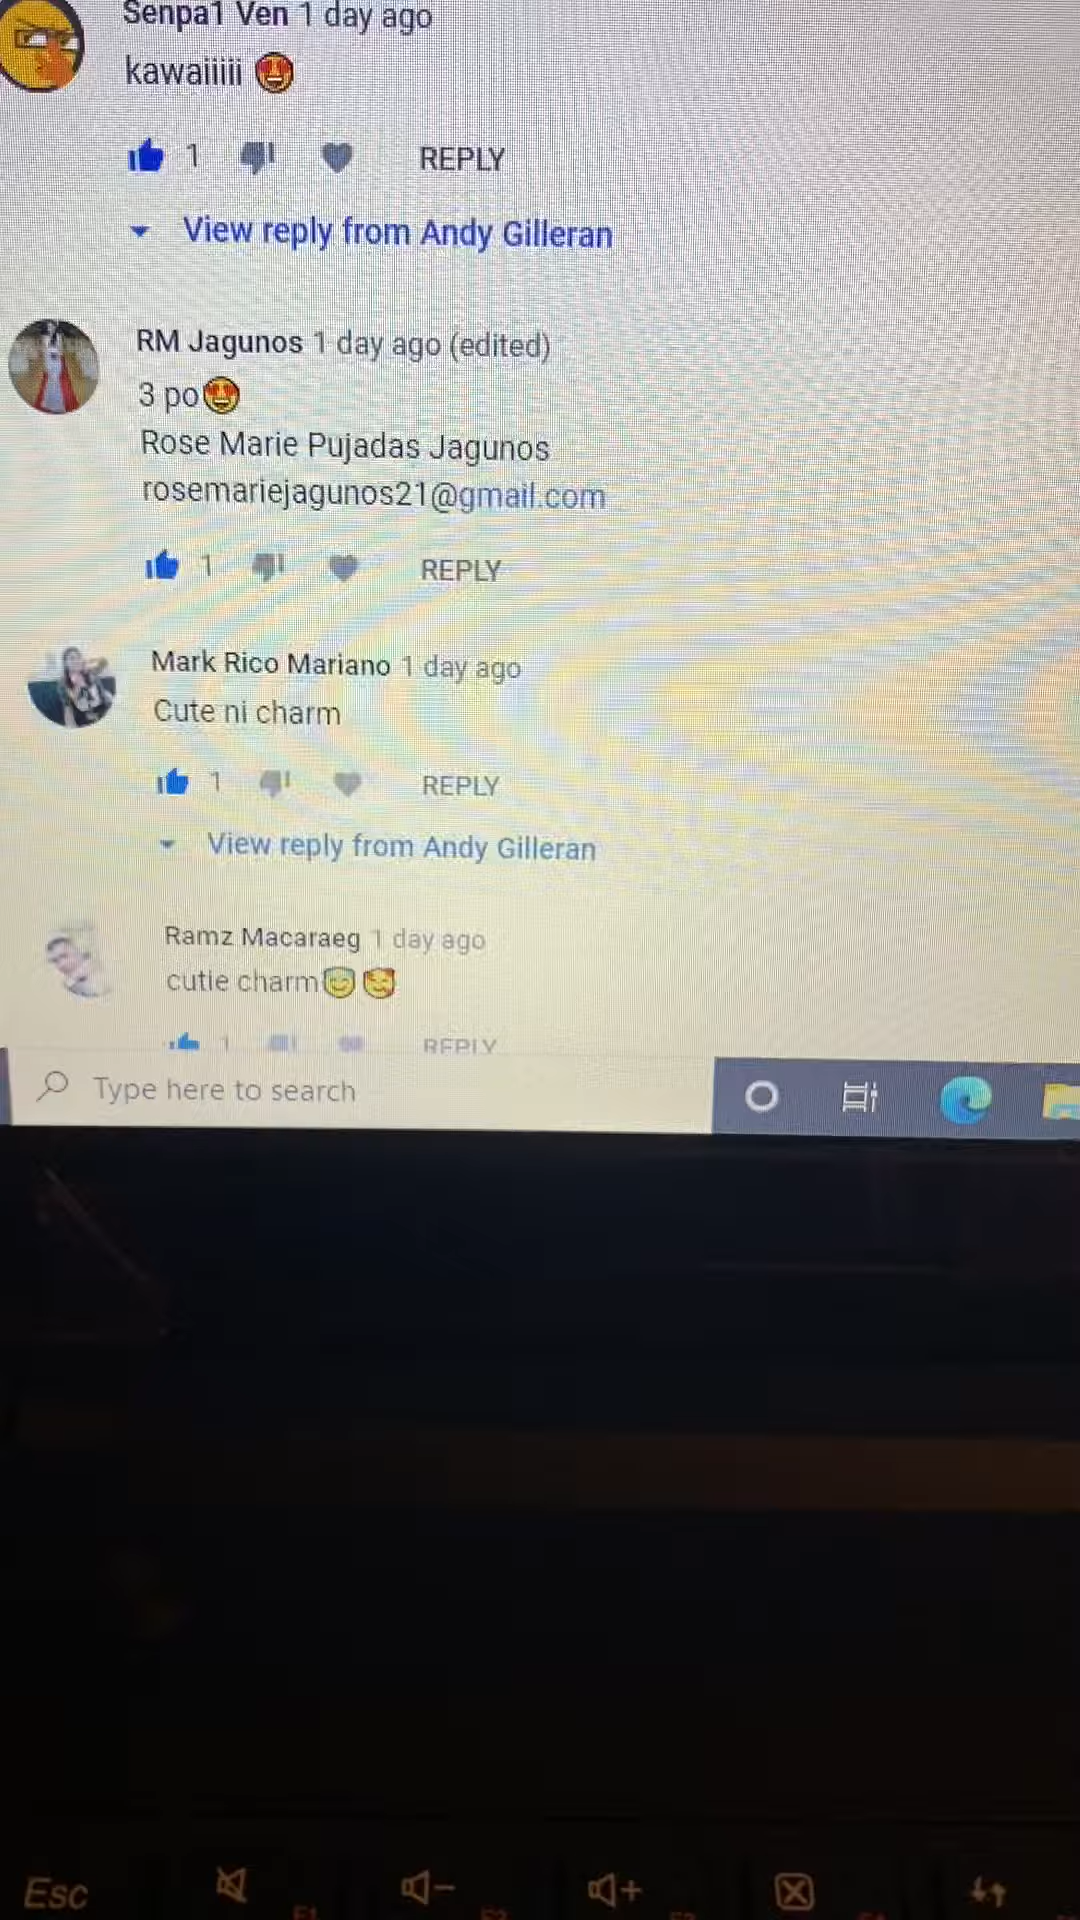 Senpa1 Ven 1 day ago
kawaiiiii 😍
1 REPLY
View reply from Andy Gilleran
RM Jagunos 1 day ago (edited)
3 po😍
Rose Marie Pujadas Jagunos
rosemariejagunos21@gmail.com
1 REPLY
Mark Rico Mariano 1 day ago
Cute ni charm
1 REPLY
View reply from Andy Gilleran
Ramz Macaraeg 1 day ago
cutie charm😇🥰
1 REPLY
Type here to search
Esc
F1